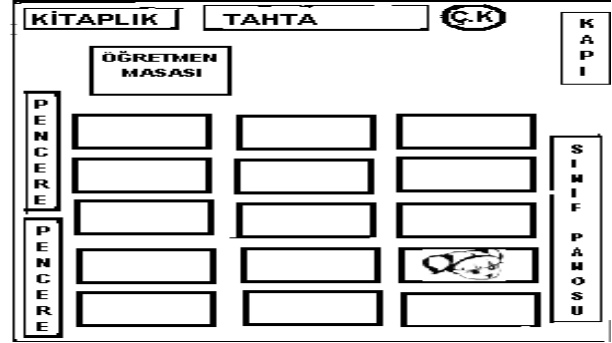 KİTAPLIK
TAHTA
Ç.K
KAPI
ÖĞRETMEN
MASASI
PENCERE
SINIF PANOSU
PENCERE